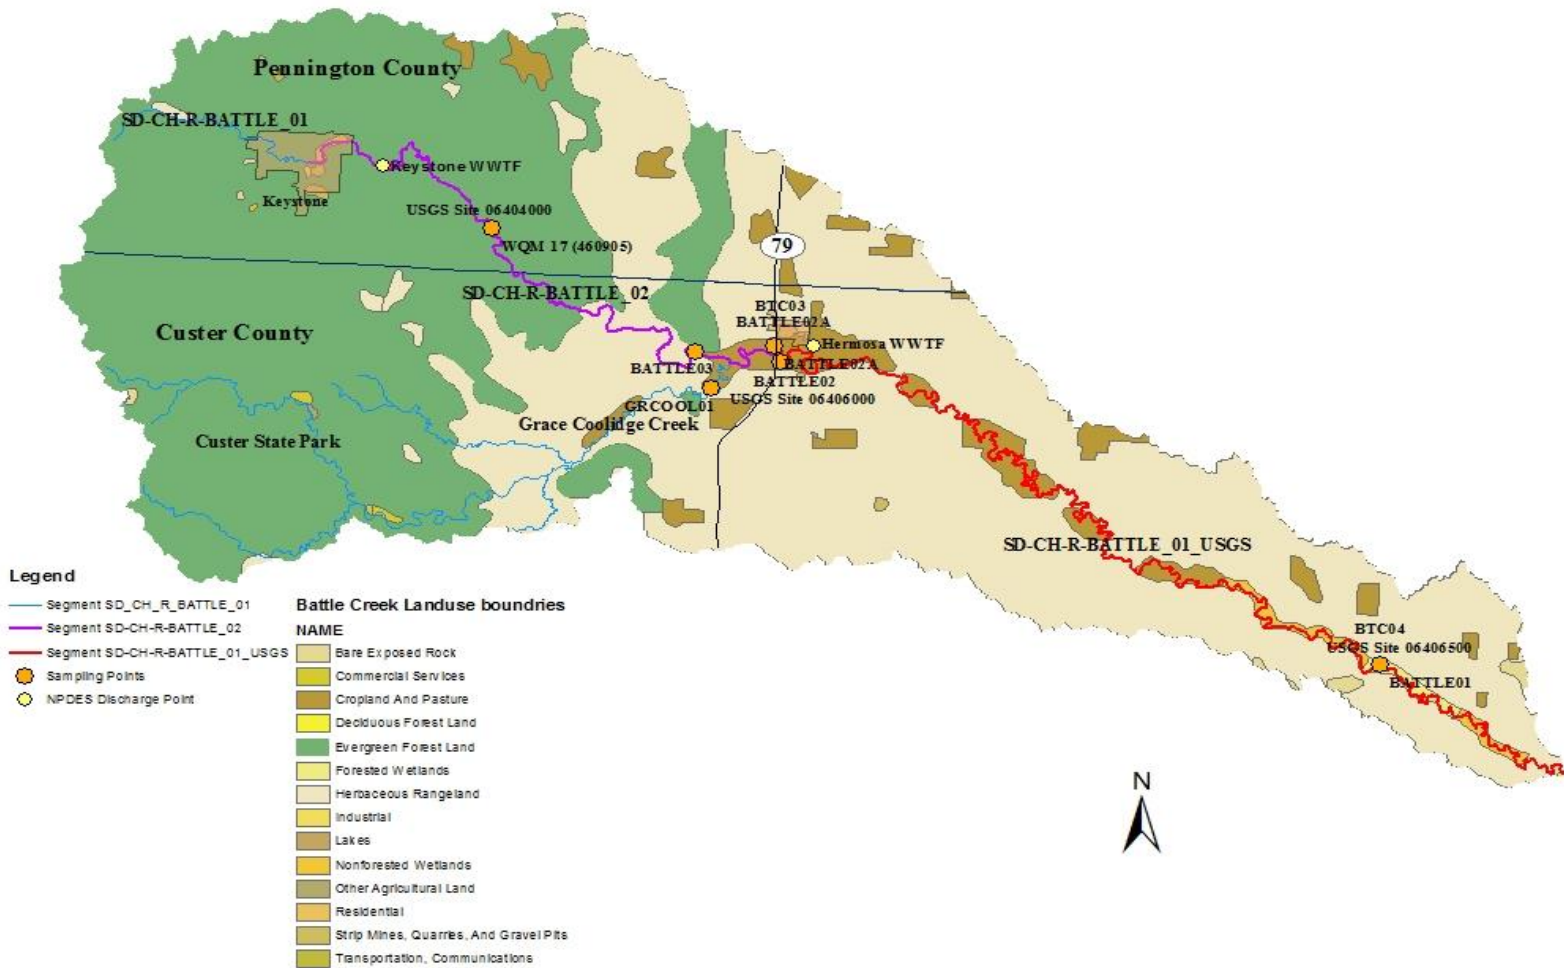 Pennington County
SD-CH-R-BATTLE_01
Keystone WWTF
Keystone
USGS Site 06404000
WQM 17 (460905)
79
SD-CH-R-BATTLE_02
BTC03
Custer County
BATTLE02A
Hermosa WWTF
BATTLE03
BATTLE02A
BATTLE02
USGS Site 06406000
GRCOOL01
Grace Coolidge Creek
Custer State Park
SD-CH-R-BATTLE_01_USGS
BTC04
USGS Site 06406500
BATTLE01
N
Legend
Segment SD_CH_R_BATTLE_01
Segment SD-CH-R-BATTLE_02
Segment SD-CH-R-BATTLE_01_USGS
Sampling Points
NPDES Discharge Point
Battle Creek Landuse boundries
NAME
Bare Exposed Rock
Commercial Services
Cropland And Pasture
Deciduous Forest Land
Evergreen Forest Land
Forested Wetlands
Herbaceous Rangeland
Industrial
Lakes
Nonforested Wetlands
Other Agricultural Land
Residential
Strip Mines, Quarries, And Gravel Pits
Transportation, Communications